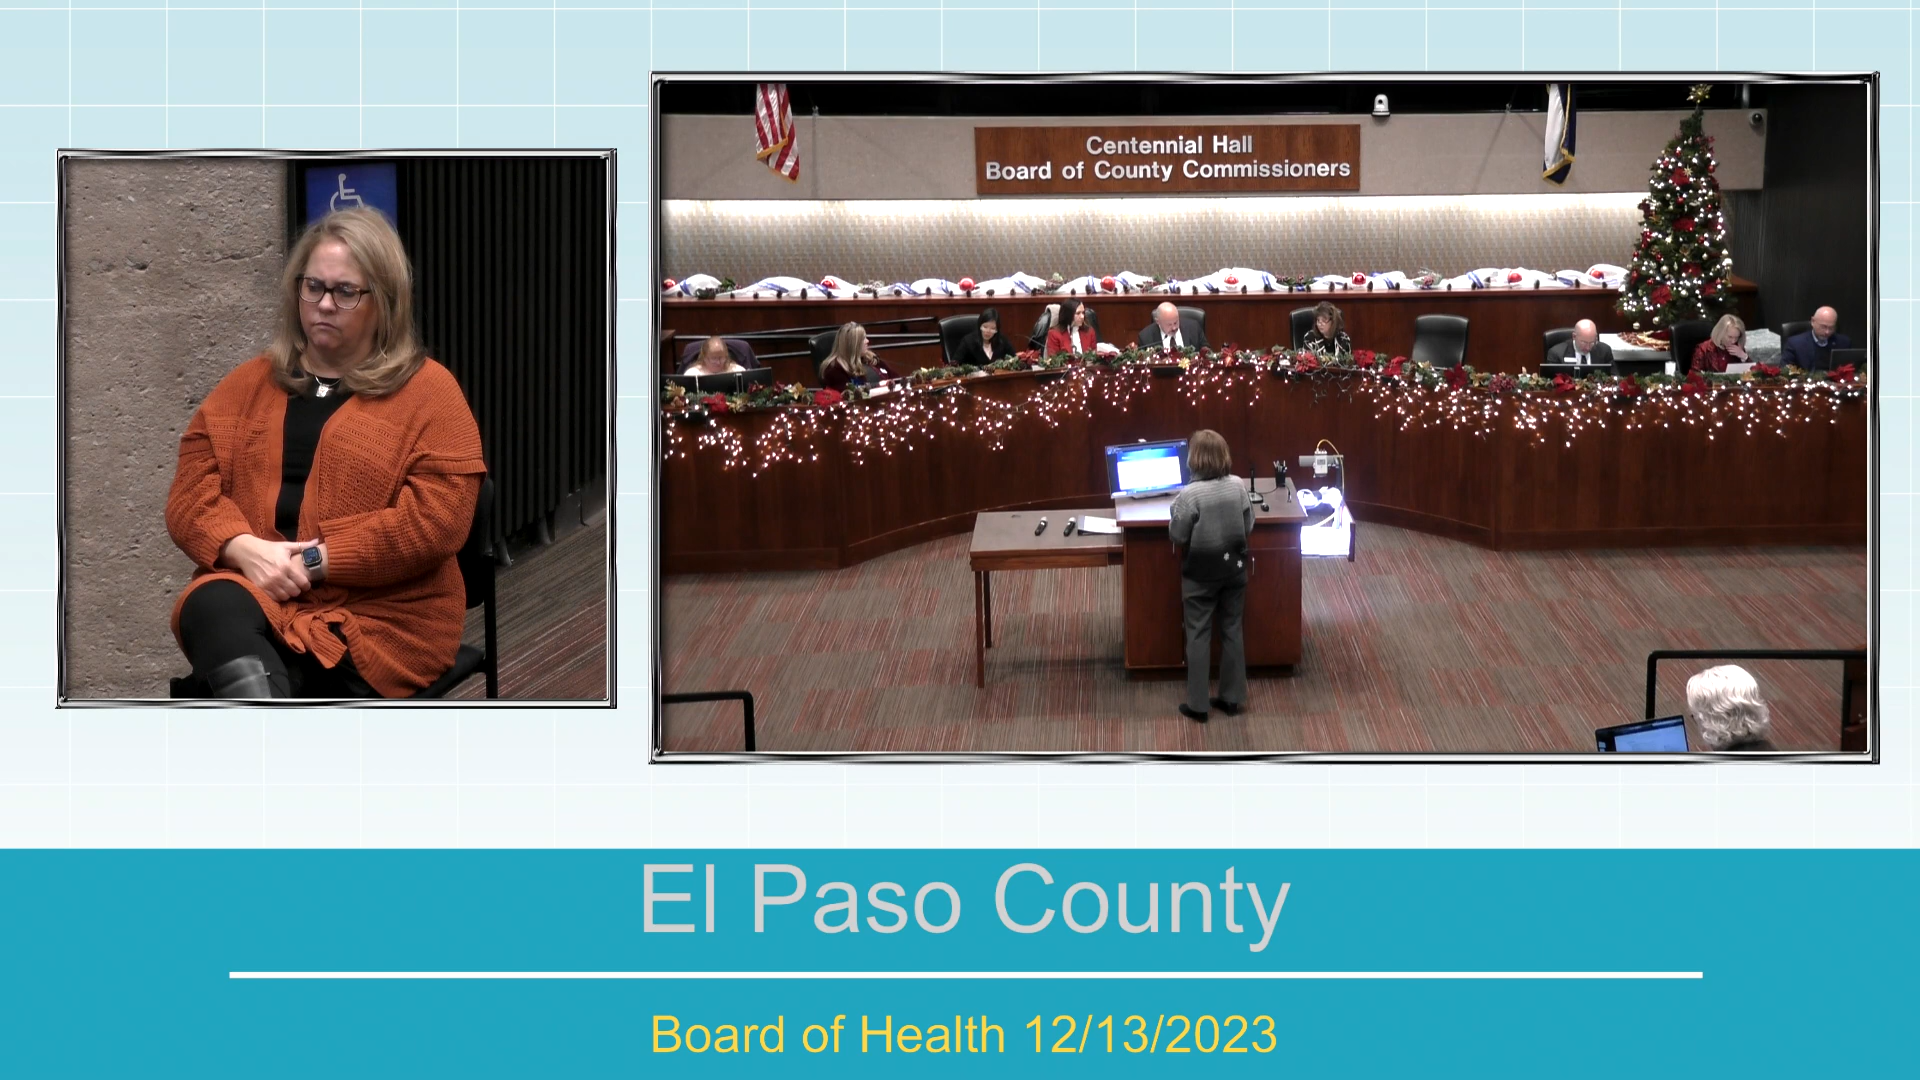 Centennial Hall
Board of County Commissioners
El Paso County
Board of Health 12/13/2023